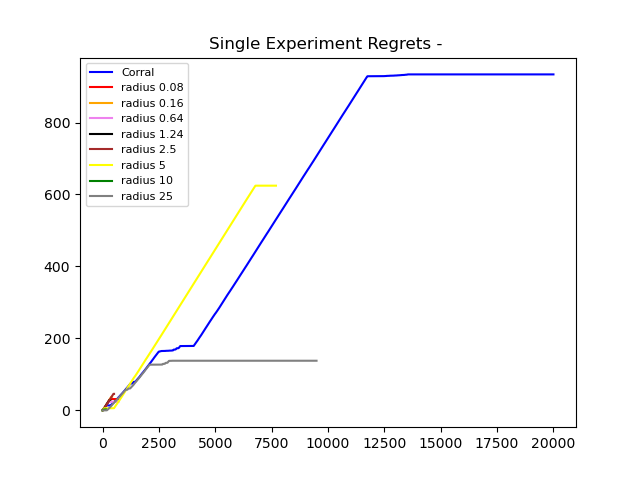 Single Experiment Regrets -
Corral
radius 0.08
radius 0.16
radius 0.64
radius 1.24
radius 2.5
radius 5
radius 10
radius 25
800
600
400
200
0
0 2500 5000 7500 10000 12500 15000 17500 20000